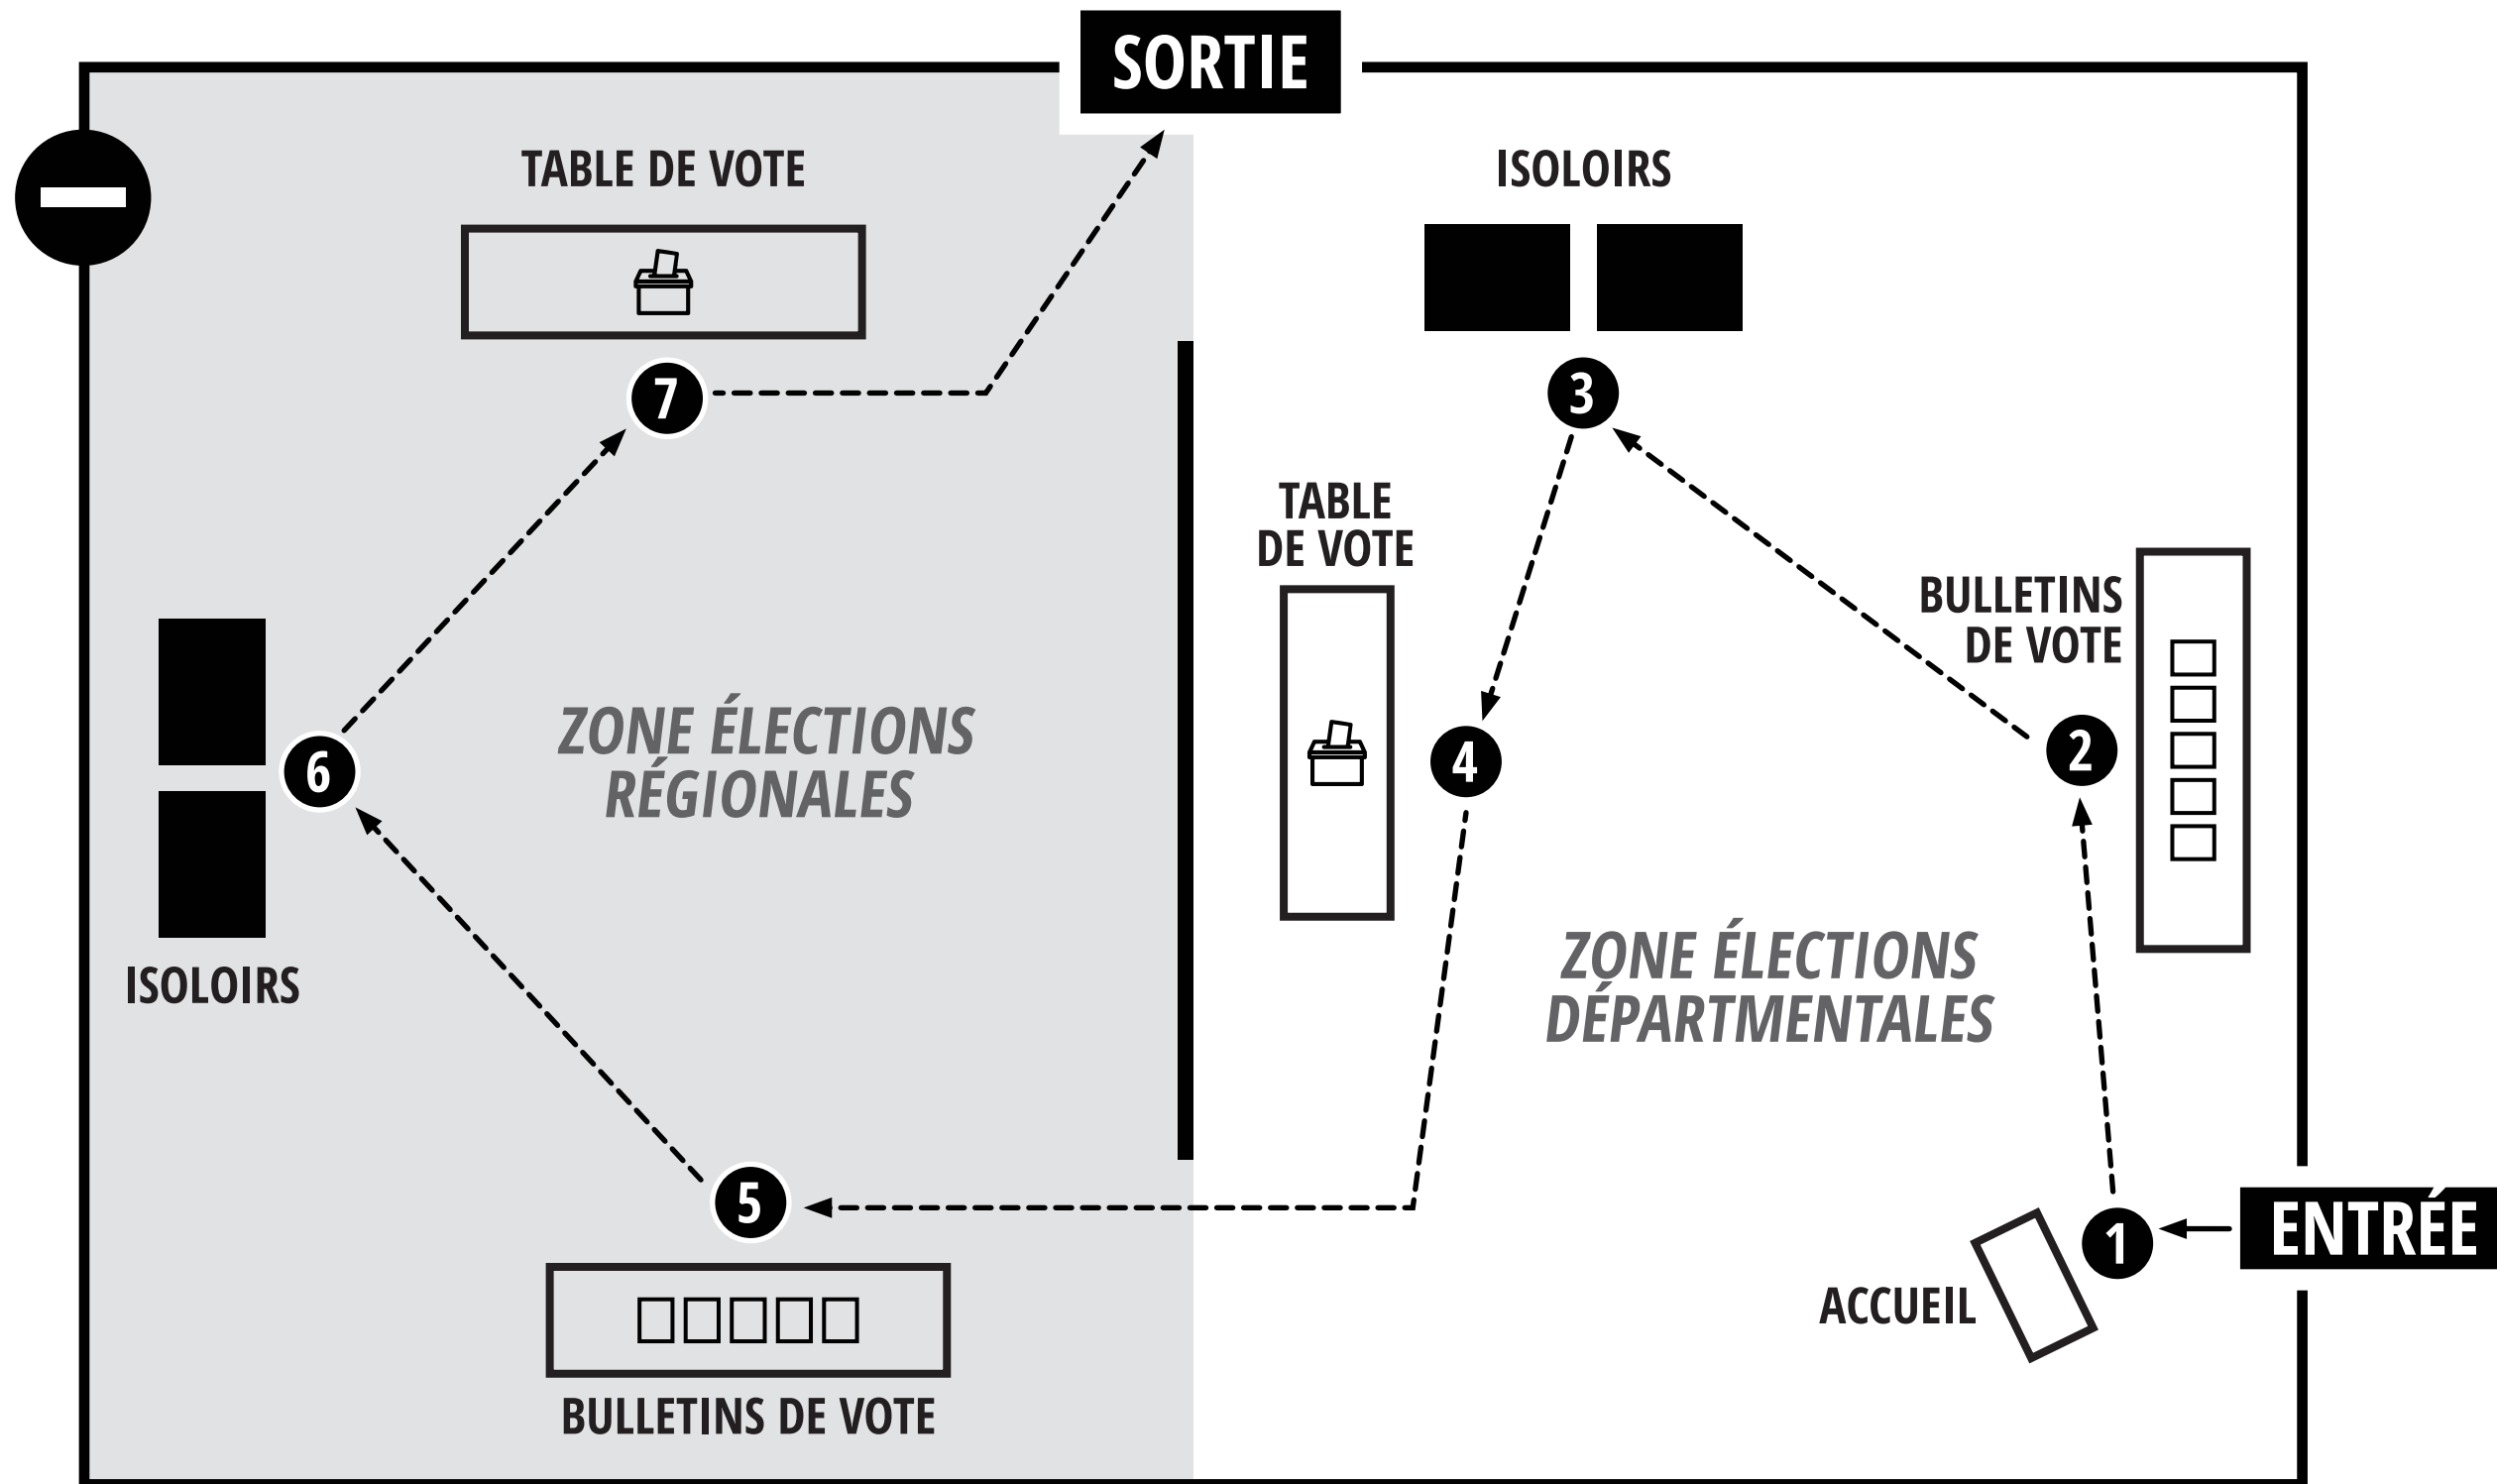 SORTIE
TABLE DE VOTE
ISOLOIRS
7
3
TABLE
DE VOTE
BULLETINS
DE VOTE
ZONE ÉLECTIONS
RÉGIONALES
6
4
2
ISOLOIRS
ZONE ÉLECTIONS
DÉPARTMENTALES
5
1
ENTRÉE
ACCUEIL
BULLETINS DE VOTE